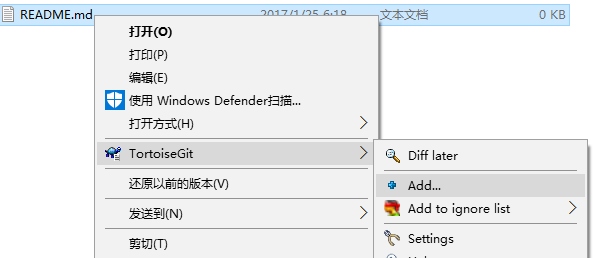 README.md 2017/1/25 6:18 文本文档 0 KB
打开(O)
打印(P)
编辑(E)
使用 Windows Defender扫描...
打开方式(H)
TortoiseGit
Diff later
还原以前的版本(V)
Add...
发送到(N)
Add to ignore list
剪切(T)
Settings